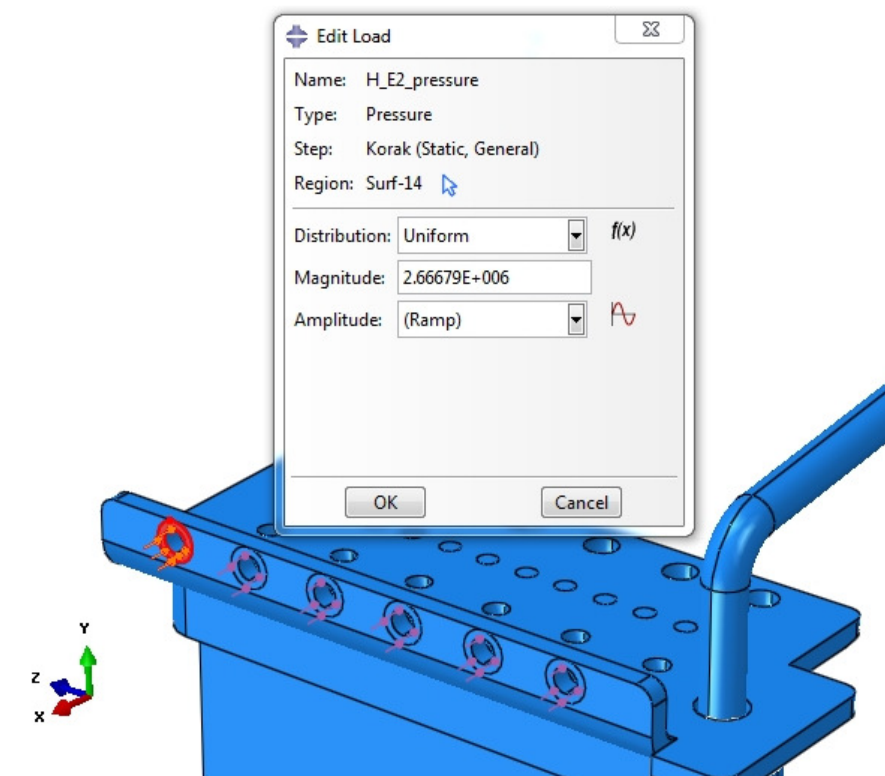 Edit Load
Name: H_E2_pressure
Type: Pressure
Step: Korak (Static, General)
Region: Surf-14
Distribution: Uniform f(x)
Magnitude: 2.66679E+006
Amplitude: (Ramp)
OK Cancel
Y
Z
X